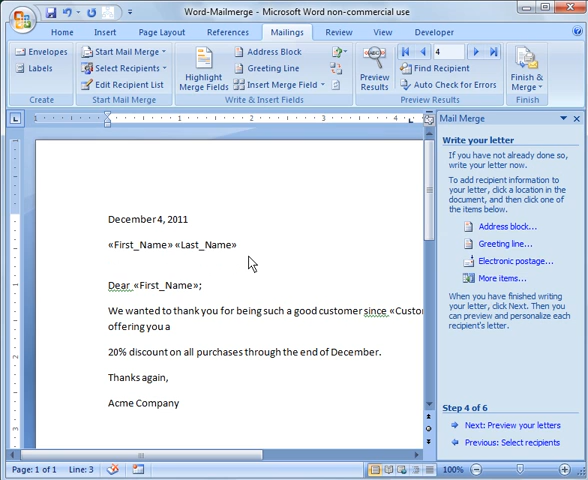 Word-Mailmerge - Microsoft Word non-commercial use
Home Insert Page Layout References Mailings Review View Developer
Envelopes
Labels
Create
Start Mail Merge
Select Recipients
Edit Recipient List
Start Mail Merge
Highlight
Merge Fields
Address Block
Greeting Line
Insert Merge Field
Write & Insert Fields
Preview
Results
4
Find Recipient
Auto Check for Errors
Preview Results
Finish &
Merge
Finish
Mail Merge
Write your letter
If you have not already done so,
write your letter now.
To add recipient information to
your letter, click a location in the
document, and then click one of
the items below.
Address block...
Greeting line...
Electronic postage...
More items...
When you have finished writing
your letter, click Next. Then you
can preview and personalize each
recipient's letter.
Step 4 of 6
Next: Preview your letters
Previous: Select recipients
1 2 3 4
December 4, 2011
«First_Name» «Last_Name»
Dear «First_Name»;
We wanted to thank you for being such a good customer since «Custor
offering you a
20% discount on all purchases through the end of December.
Thanks again,
Acme Company
Page: 1 of 1 Line: 3 100%